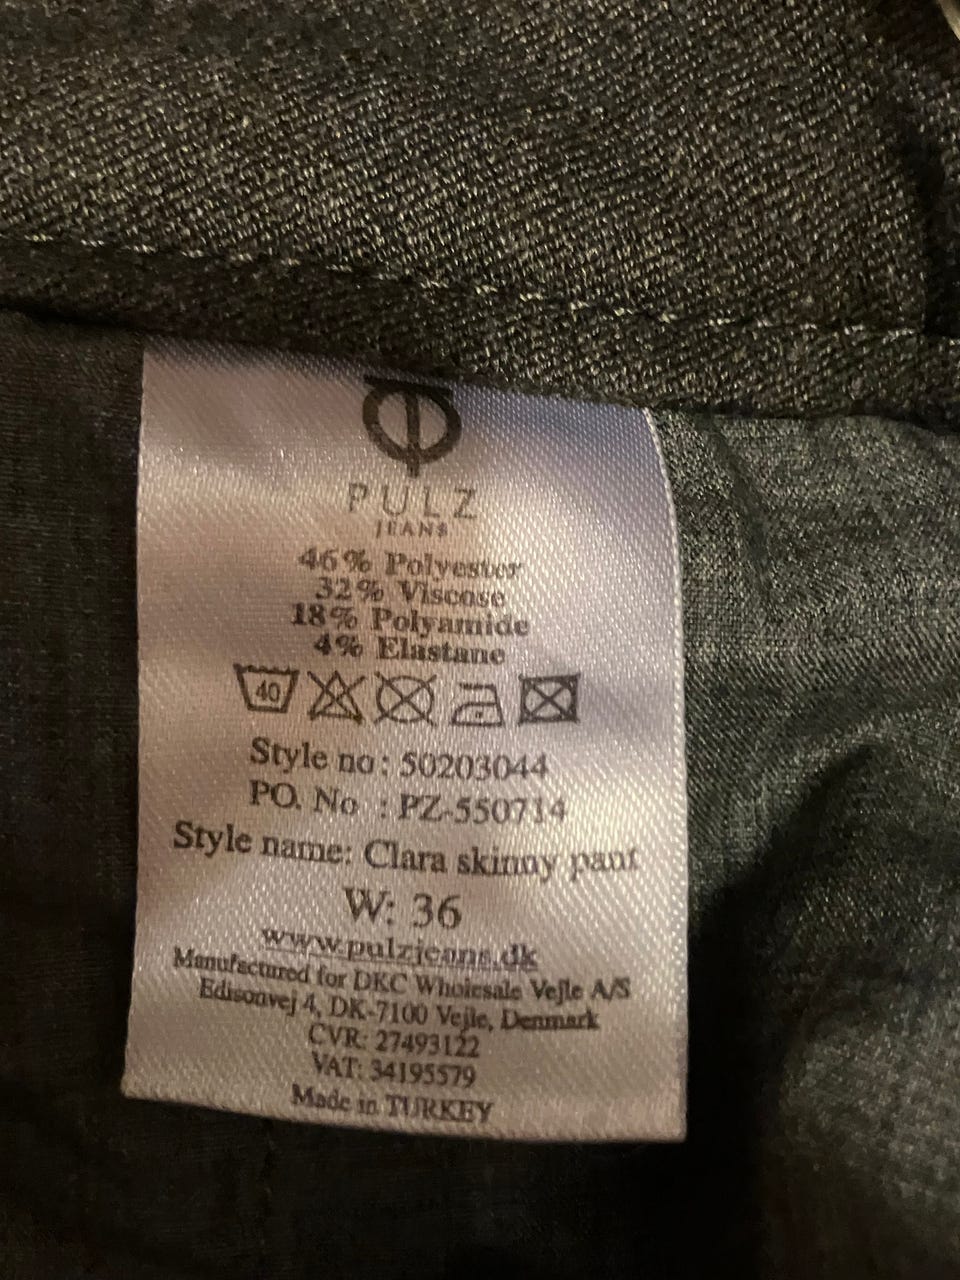 PULZ
JEANS
46% Polyester
32% Viscose
18% Polyamide
4% Elastane
40
Style no: 50203044
PO. No : PZ-550714
Style name: Clara skinny pant
W: 36
www.pulzjeans.dk
Manufactured for DKC Wholesale Vejle A/S
Edisonvej 4, DK-7100 Vejle, Denmark
CVR: 27493122
VAT: 34195579
Made in TURKEY